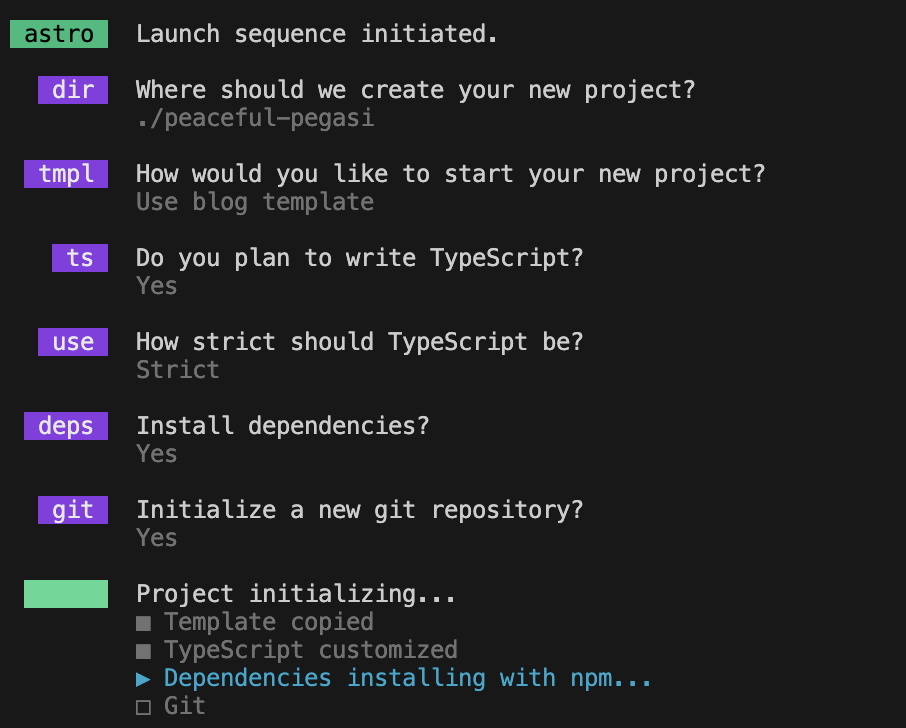 astro Launch sequence initiated.
dir Where should we create your new project?
./peaceful-pegasi
tmpl How would you like to start your new project?
Use blog template
ts Do you plan to write TypeScript?
Yes
use How strict should TypeScript be?
Strict
deps Install dependencies?
Yes
git Initialize a new git repository?
Yes
Project initializing...
■ Template copied
■ TypeScript customized
▶ Dependencies installing with npm...
□ Git